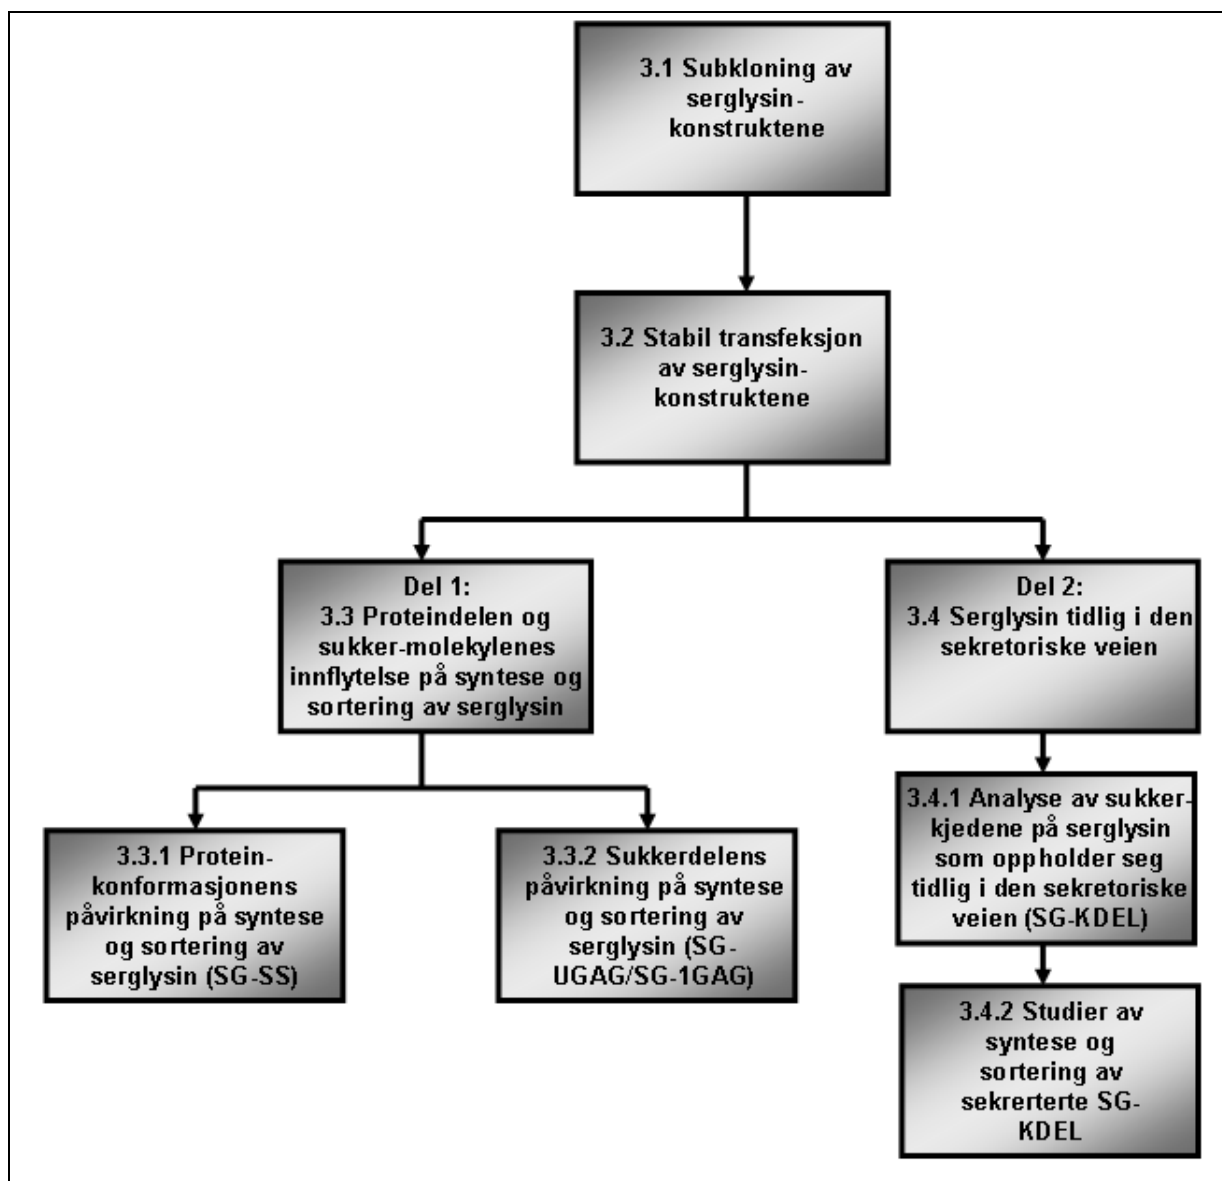 3.1 Subkloning av
serglysin-
konstruktene
3.2 Stabil transfeksjon
av serglysin-
konstruktene
Del 1:
3.3 Proteindelen og
sukker-molekylenes
innflytelse på syntese og
sortering av serglysin
Del 2:
3.4 Serglysin tidlig i den
sekretoriske veien
3.3.1 Protein-
konformasjonens
påvirkning på syntese
og sortering av
serglysin (SG-SS)
3.3.2 Sukkerdelens
påvirkning på syntese
og sortering av
serglysin (SG-
UGAG/SG-1GAG)
3.4.1 Analyse av sukker-
kjedene på serglysin
som oppholder seg
tidlig i den sekretoriske
veien (SG-KDEL)
3.4.2 Studier av
syntese og
sortering av
sekrerterte SG-
KDEL